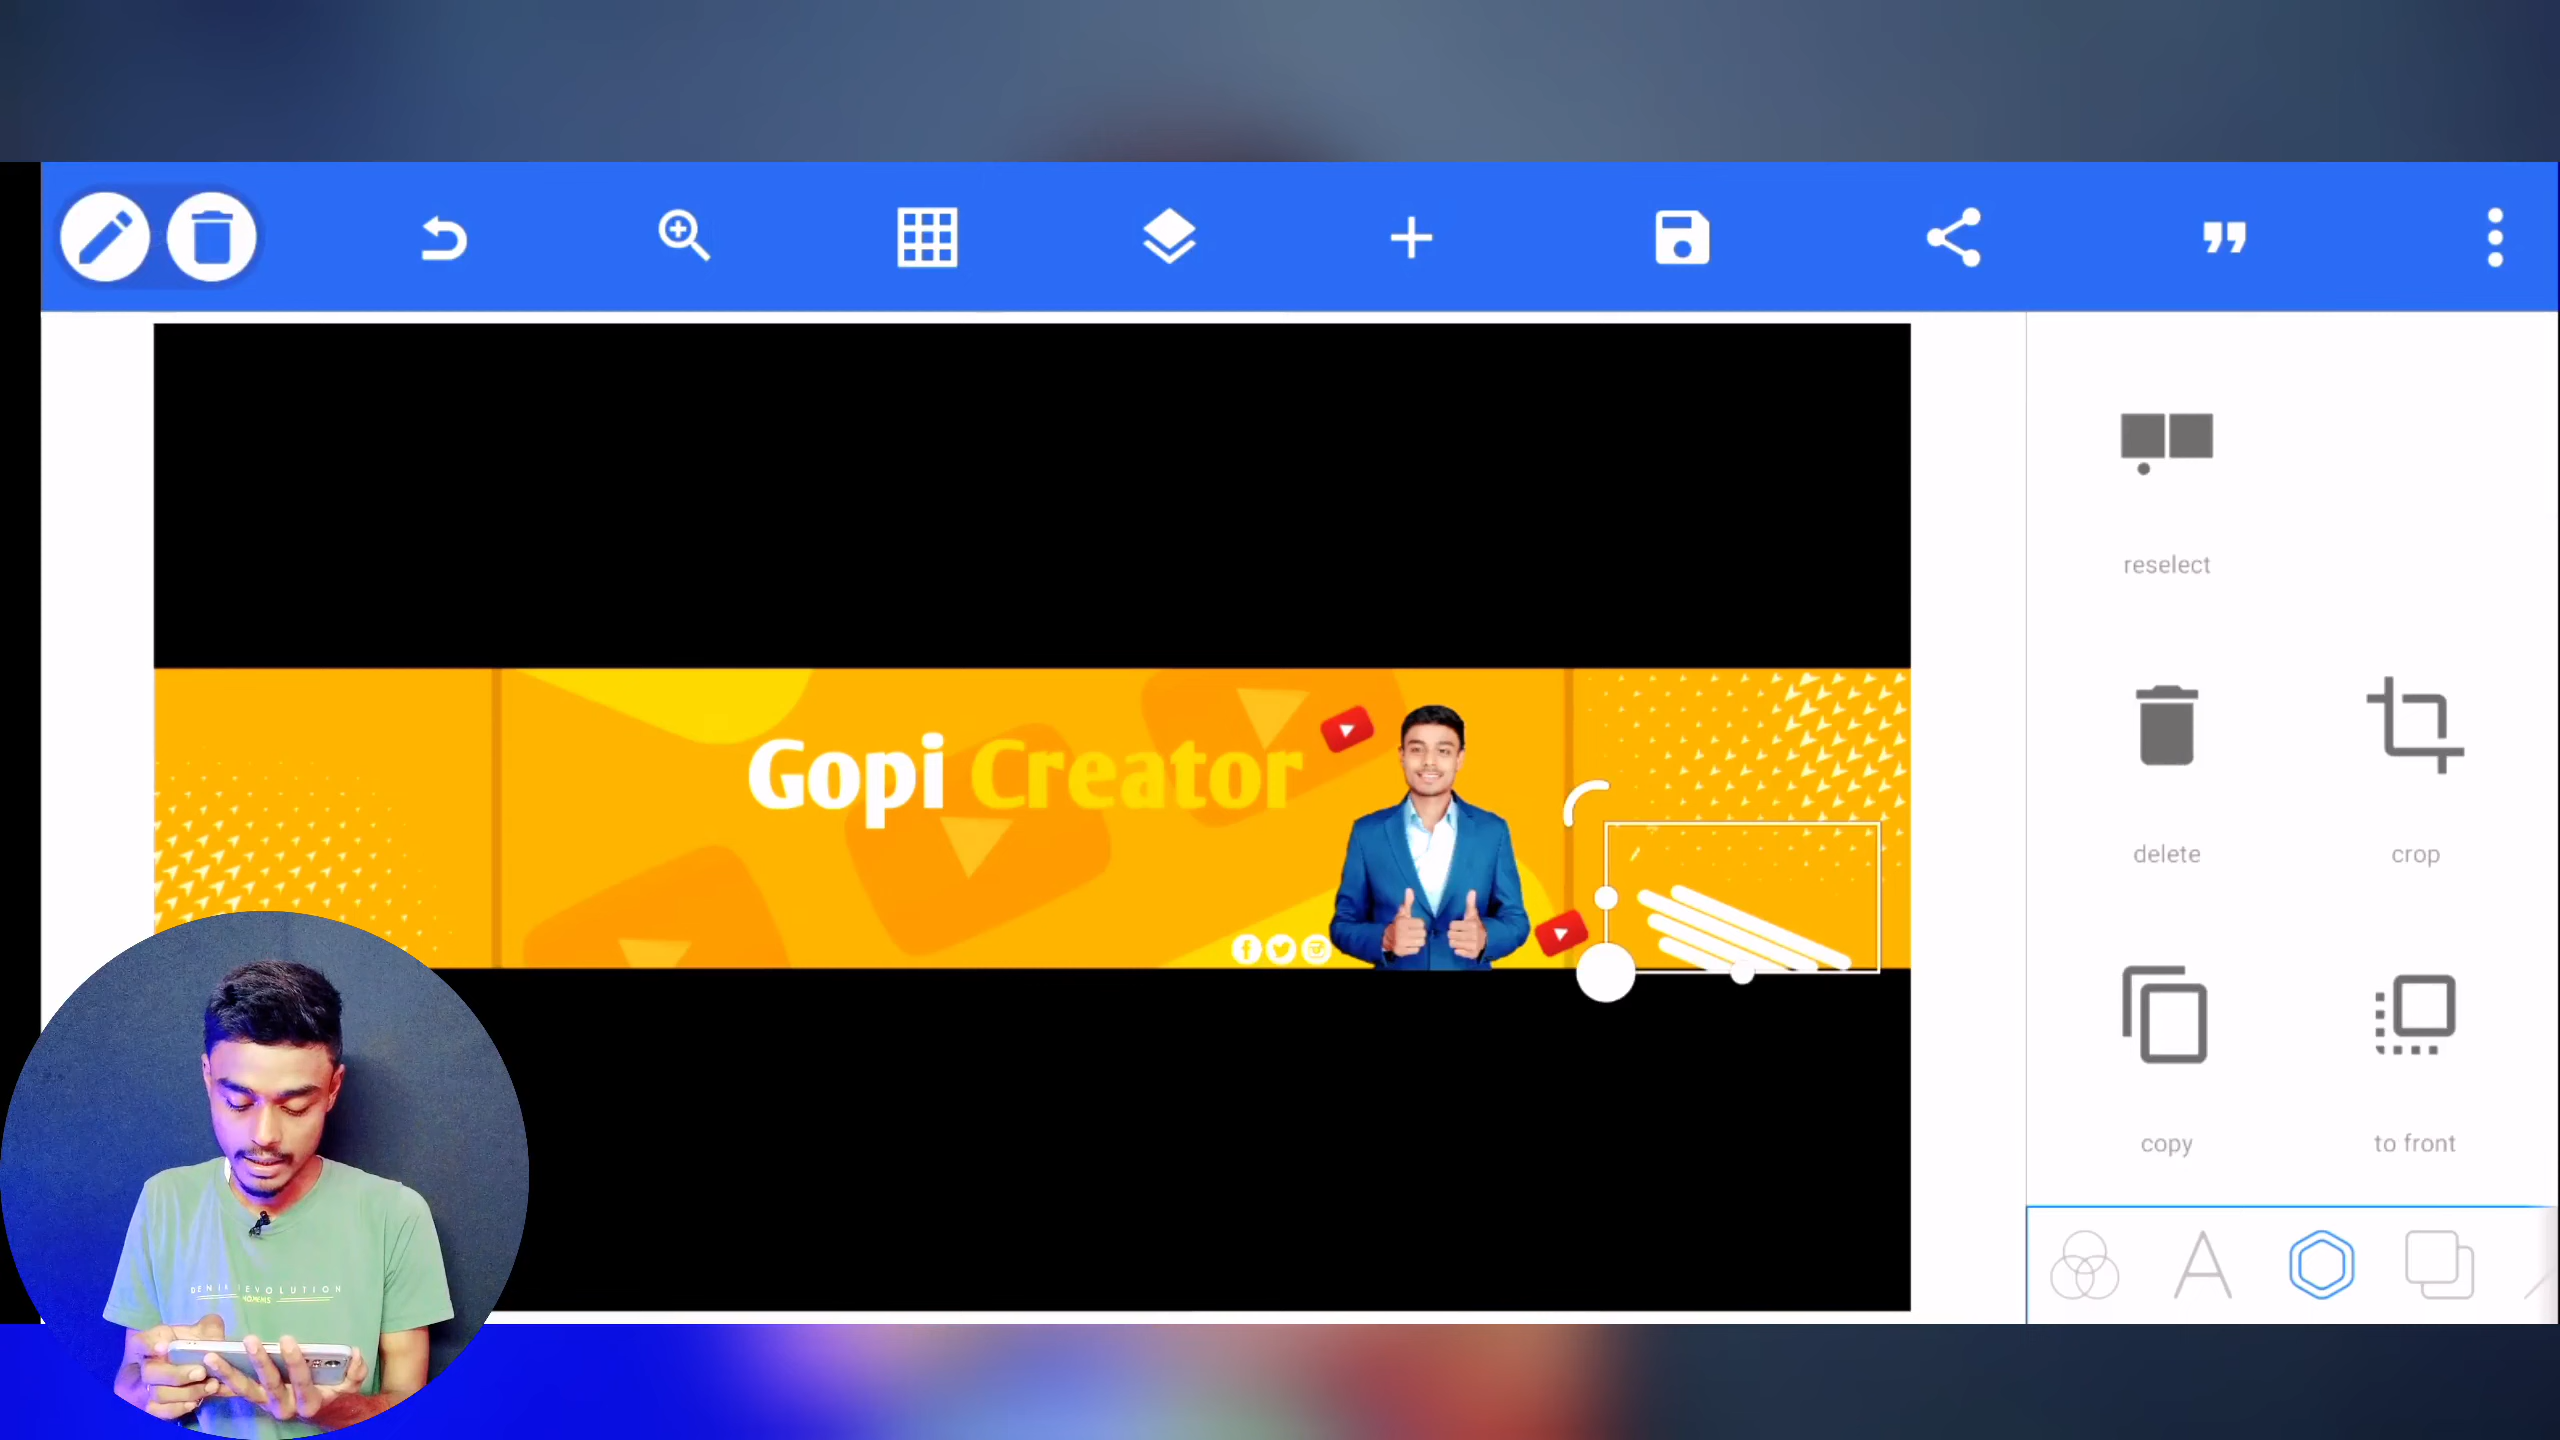 reselect
Gopi Creator
delete
crop
copy
to front